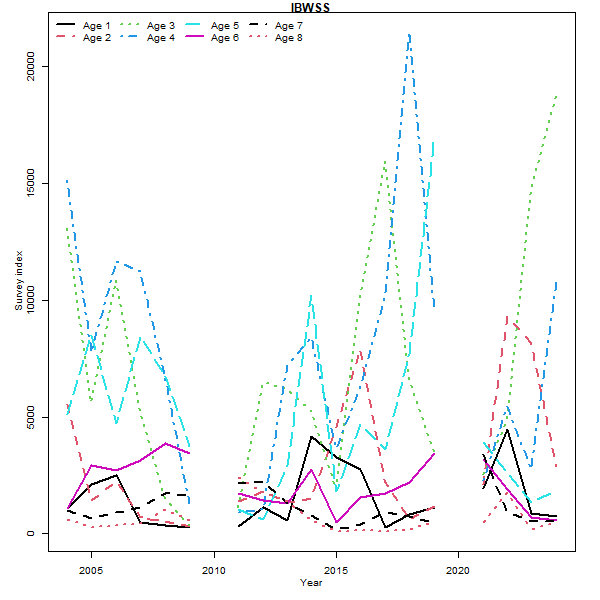 IBWSS
Age 1 Age 3 Age 5 Age 7
Age 2 Age 4 Age 6 Age 8
Survey index
20000
15000
10000
5000
0
2005 2010 2015 2020
Year